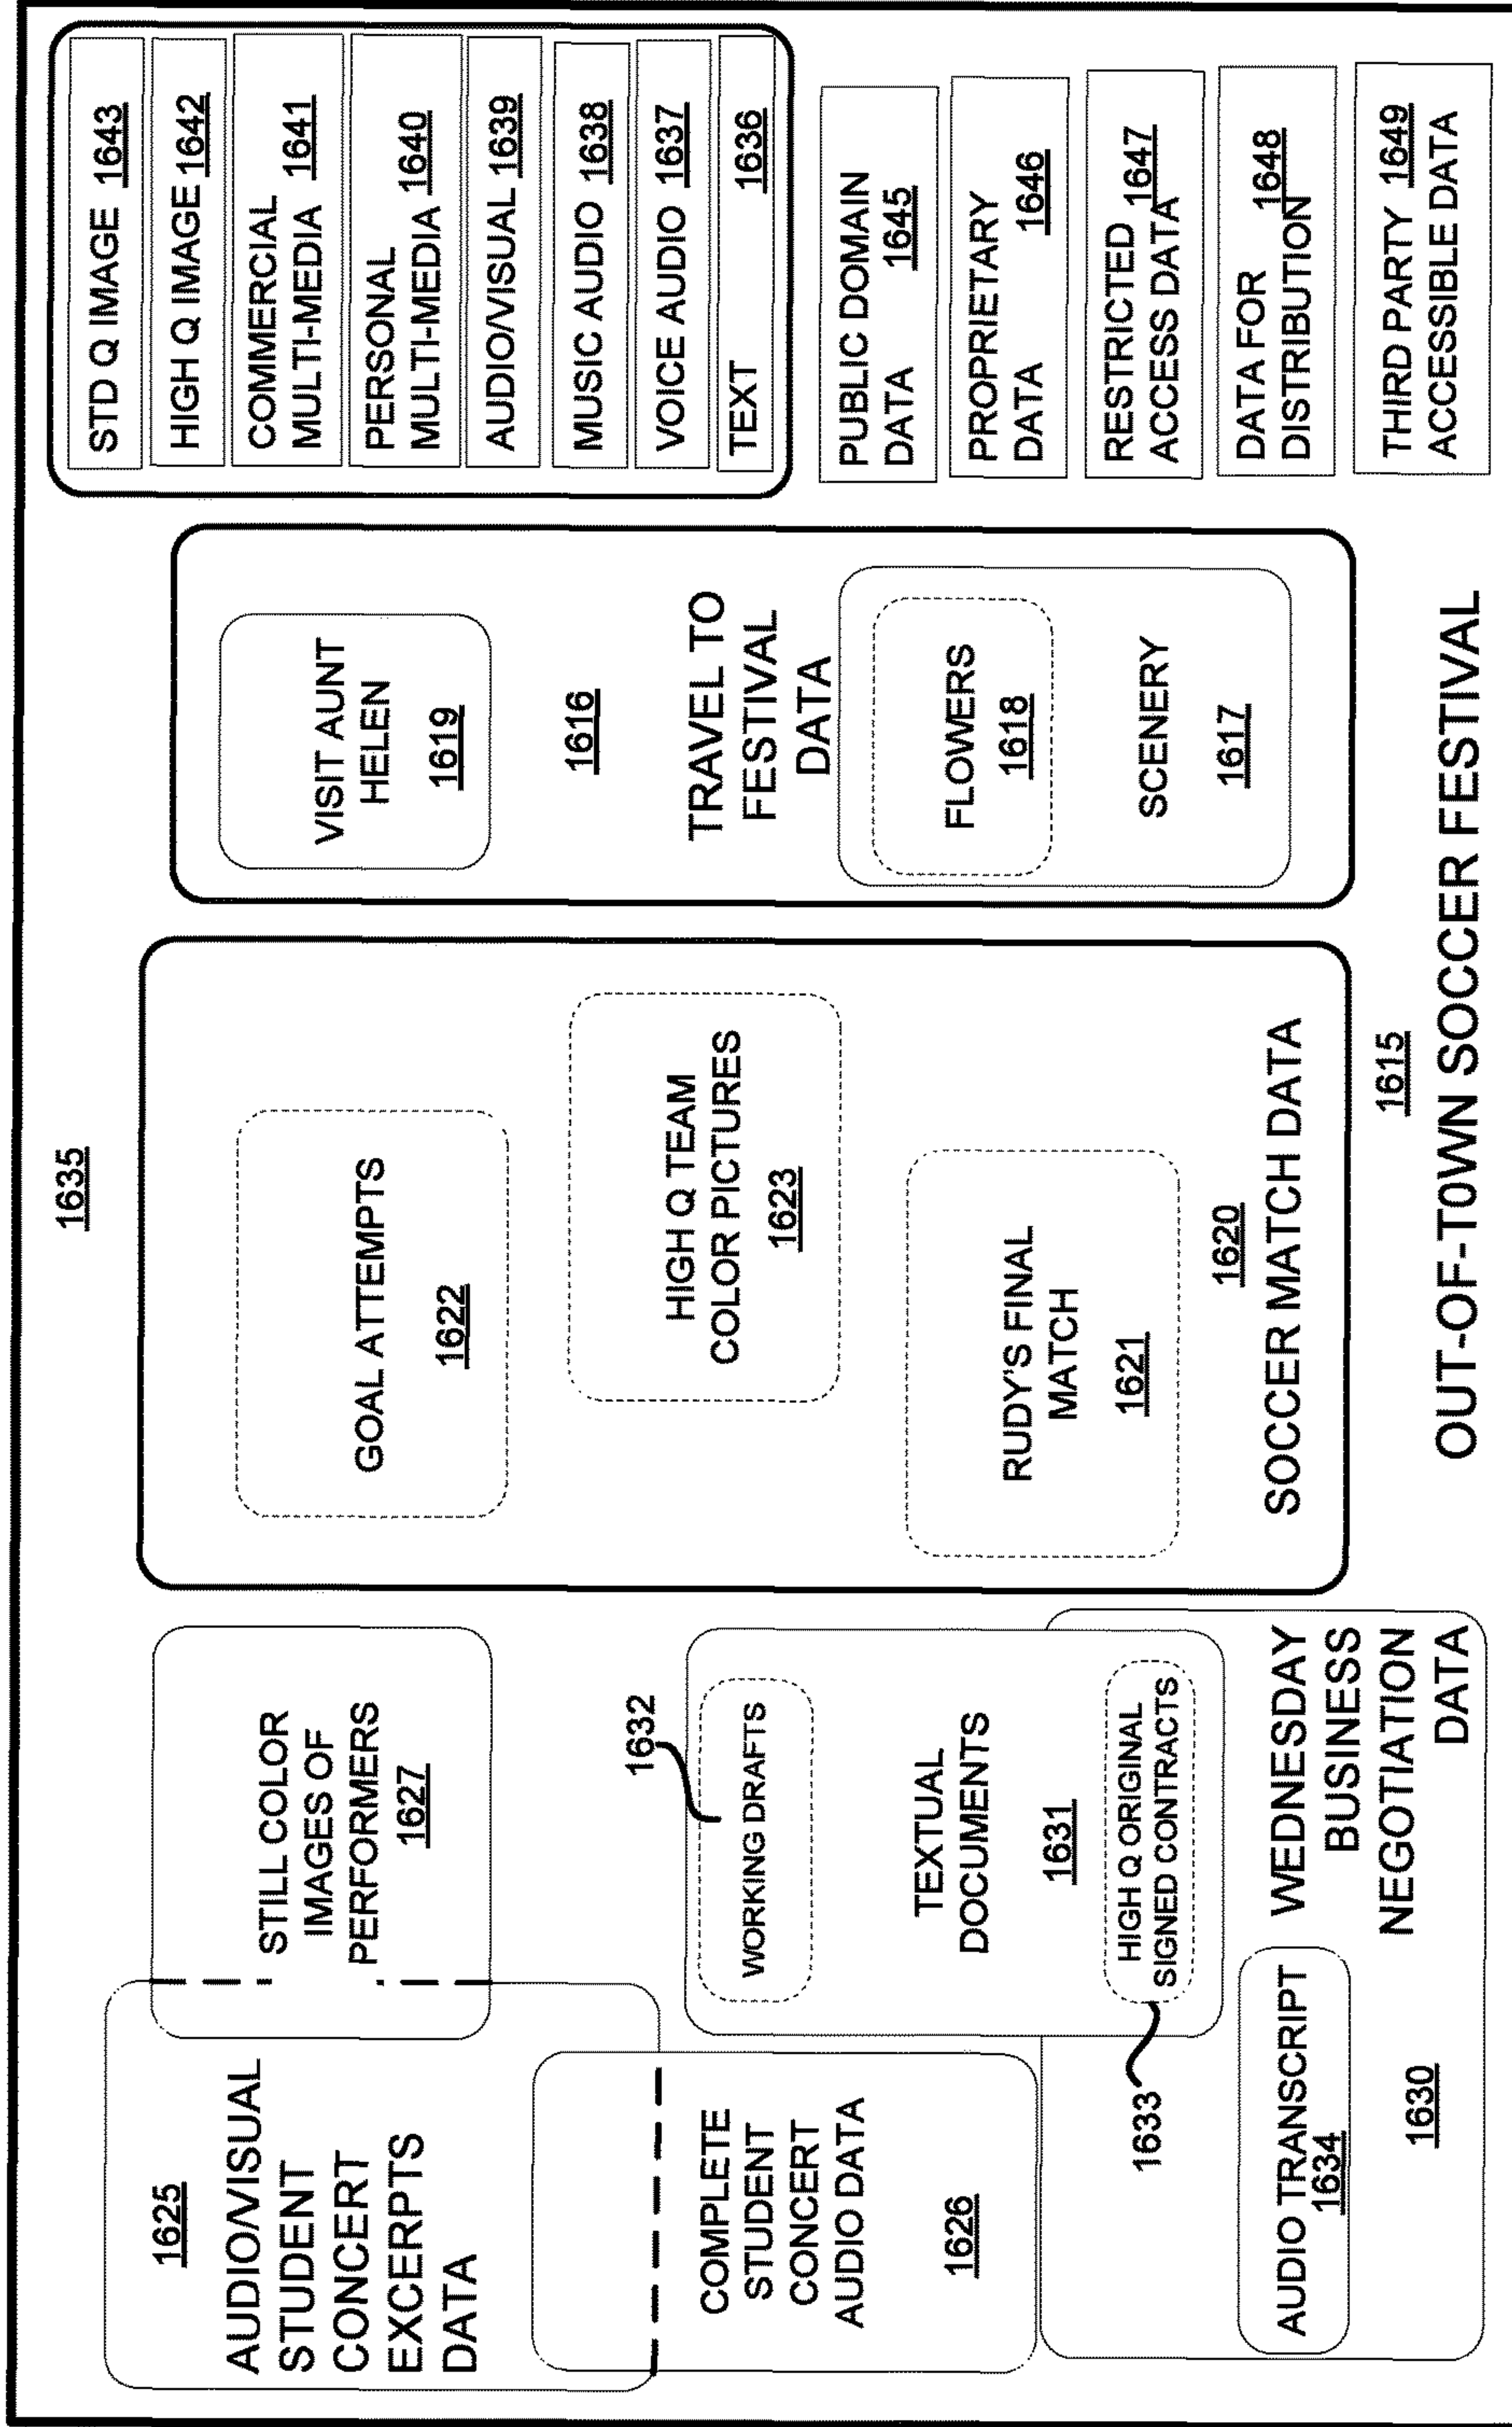 1635
1625
AUDIO/VISUAL
STUDENT
CONCERT
EXCERPTS
DATA
STILL COLOR
IMAGES OF
PERFORMERS
1627
COMPLETE
STUDENT
CONCERT
AUDIO DATA
1626
1632
WORKING DRAFTS
TEXTUAL
DOCUMENTS
1631
HIGH Q ORIGINAL
SIGNED CONTRACTS
1633
AUDIO TRANSCRIPT
1634
WEDNESDAY
BUSINESS
NEGOTIATION
DATA
1630
GOAL ATTEMPTS
1622
HIGH Q TEAM
COLOR PICTURES
1623
RUDY'S FINAL
MATCH
1621
1620
SOCCER MATCH DATA
VISIT AUNT
HELEN
1619
1616
TRAVEL TO
FESTIVAL
DATA
FLOWERS
1618
SCENERY
1617
1615
OUT-OF-T0WN SOCCER FESTIVAL
STD Q IMAGE 1643
HIGH Q IMAGE 1642
COMMERCIAL
MULTI-MEDIA 1641
PERSONAL
MULTI-MEDIA 1640
AUDIO/VISUAL 1639
MUSIC AUDIO 1638
VOICE AUDIO 1637
TEXT 1636
PUBLIC DOMAIN
DATA 1645
PROPRIETARY
DATA 1646
RESTRICTED
ACCESS DATA 1647
DATA FOR
DISTRIBUTION 1648
THIRD PARTY 1649
ACCESSIBLE DATA